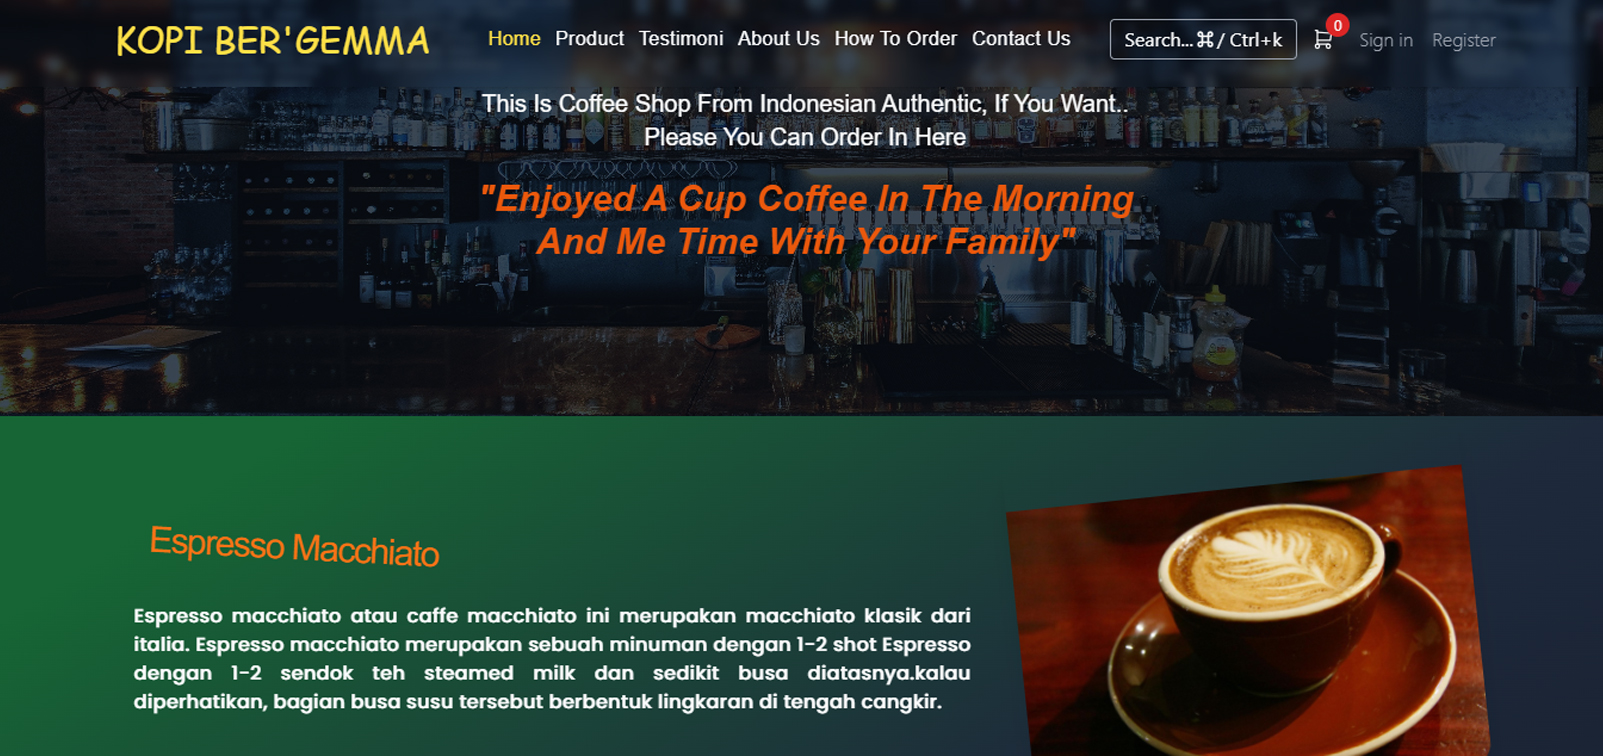 KOPI BER'GEMMA
Home Product Testimoni About Us How To Order Contact Us
Search...⌘/ Ctrl+k
0
Sign in Register
This Is Coffee Shop From Indonesian Authentic, If You Want..
Please You Can Order In Here
"Enjoyed A Cup Coffee In The Morning
And Me Time With Your Family"
Espresso Macchiato
Espresso macchiato atau caffe macchiato ini merupakan macchiato klasik dari
italia. Espresso macchiato merupakan sebuah minuman dengan 1-2 shot Espresso
dengan 1-2 sendok teh steamed milk dan sedikit busa diatasnya.kalau
diperhatikan, bagian busa susu tersebut berbentuk lingkaran di tengah cangkir.